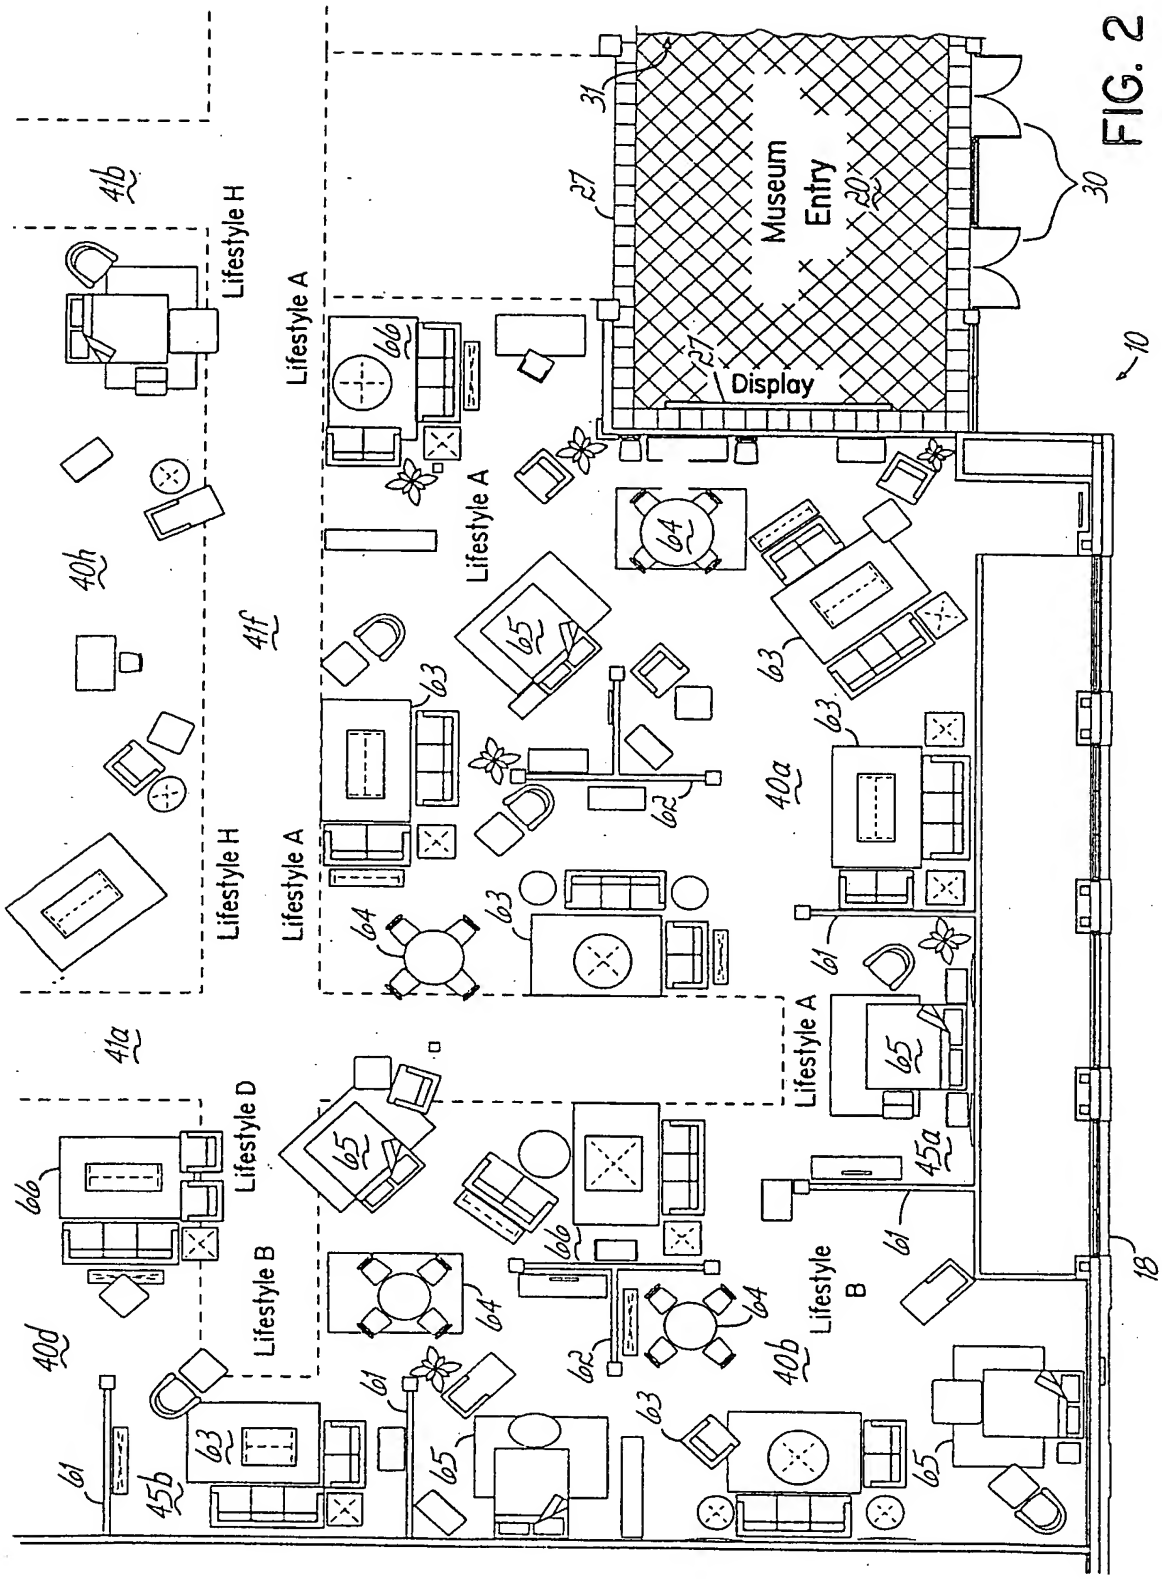 66
40d
61
40h
41a
41b
45b
63
Lifestyle D
Lifestyle H
Lifestyle H
41f
Lifestyle B
Lifestyle A
Lifestyle A
65
64
61
66
63
65
Lifestyle A
64
63
65
66
62
27
31
63
62
64
27
64
63
Display
Museum
Entry
20
40b
40a
Lifestyle
B
Lifestyle A
61
63
61
65
45a
65
30
10
18
FIG. 2